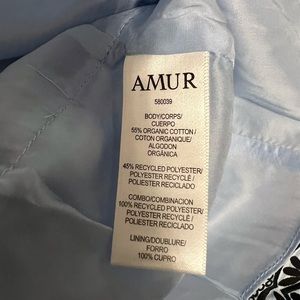 AMUR
580039
BODY/CORPS/
CUERPO
55% ORGANIC COTTON/
COTON ORGANIQUE/
ALGODON
ORGÁNICA
45% RECYCLED POLYESTER/
POLYESTER RECYCLÉ /
POLIESTER RECICLADO
COMBO/COMBINACION
100% RECYCLED POLYESTER/
POLYESTER RECYCLÉ /
POLIESTER RECICLADO
LINING/DOUBLURE/
FORRO
100% CUPRO